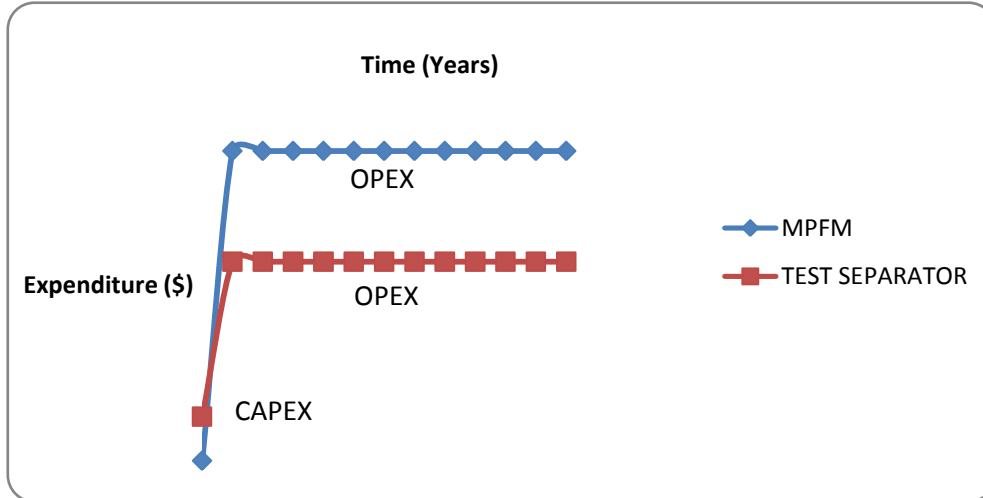 Time (Years)
OPEX
MPFM
TEST SEPARATOR
Expenditure ($)
OPEX
CAPEX